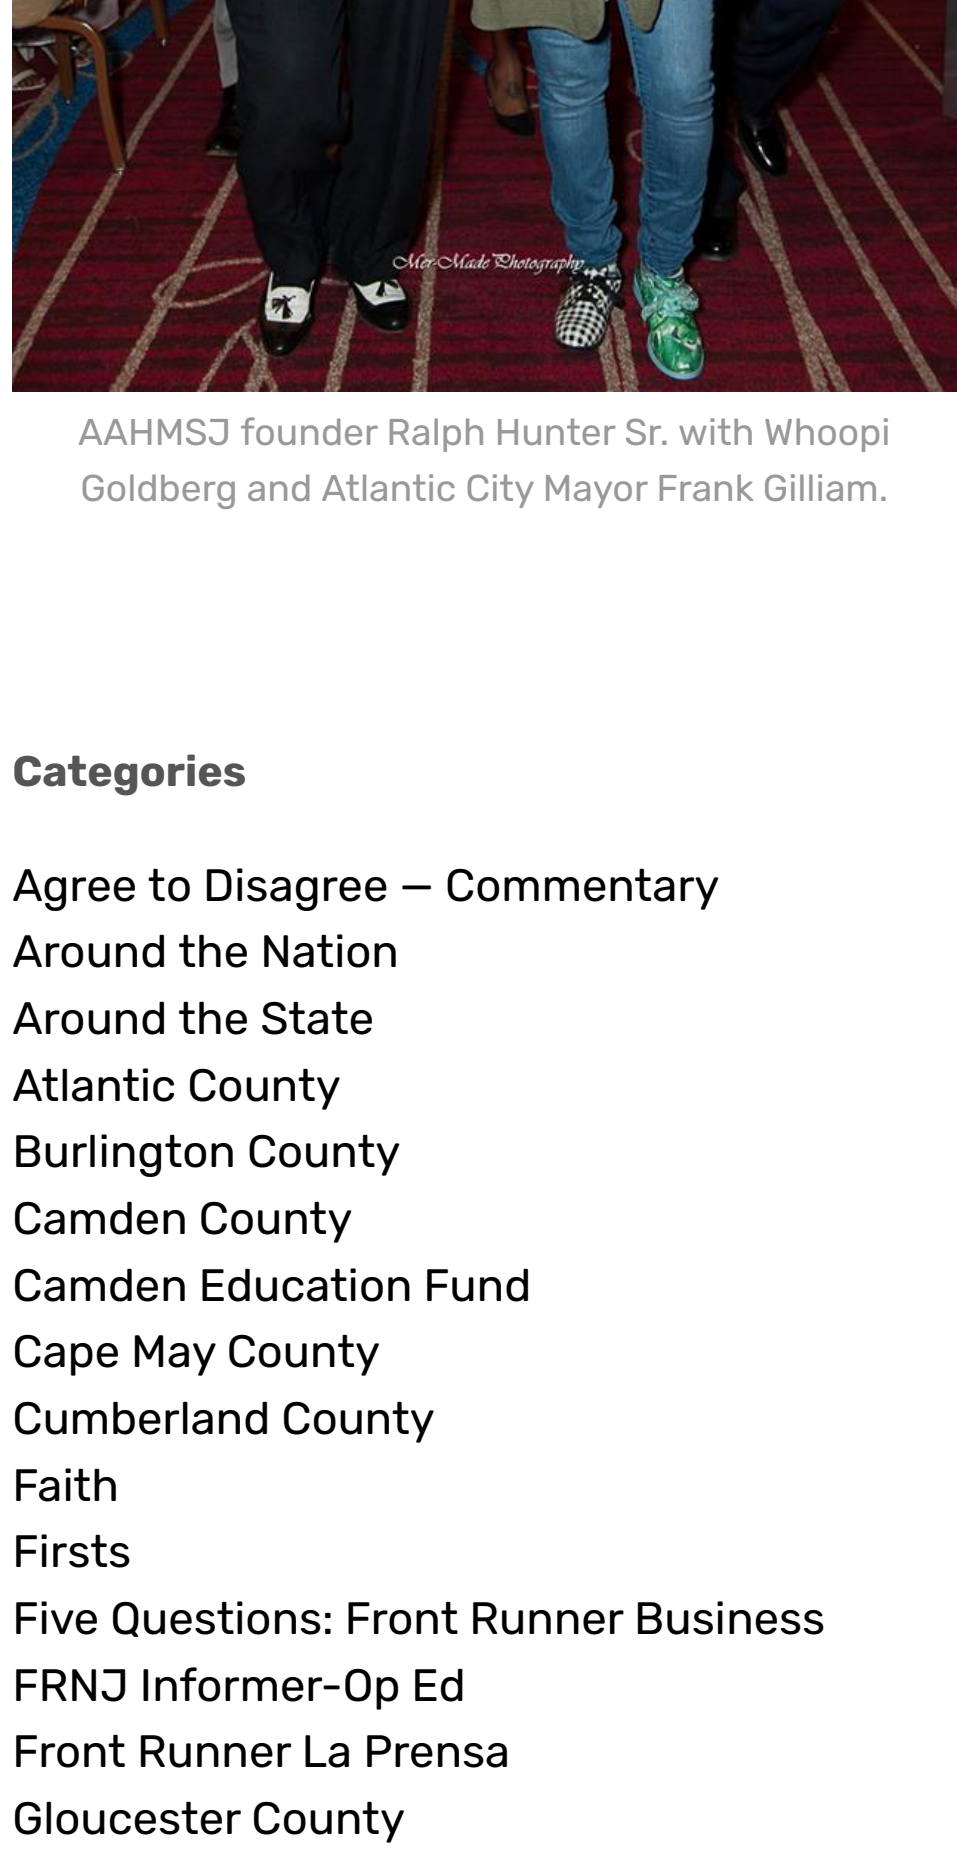 Mer-Made Photography
AAHMSJ founder Ralph Hunter Sr. with Whoopi
Goldberg and Atlantic City Mayor Frank Gilliam.
Categories
Agree to Disagree – Commentary
Around the Nation
Around the State
Atlantic County
Burlington County
Camden County
Camden Education Fund
Cape May County
Cumberland County
Faith
Firsts
Five Questions: Front Runner Business
FRNJ Informer-Op Ed
Front Runner La Prensa
Gloucester County